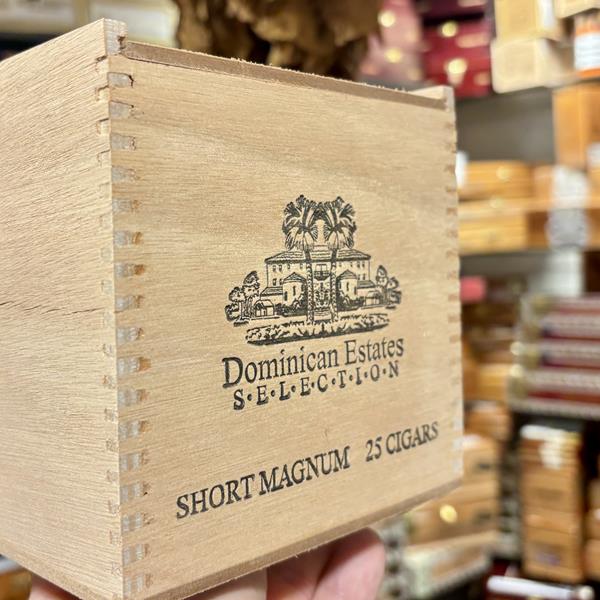 Dominican Estates
S·E·L·E·C·T·I·O·N
SHORT MAGNUM 25 CIGARS